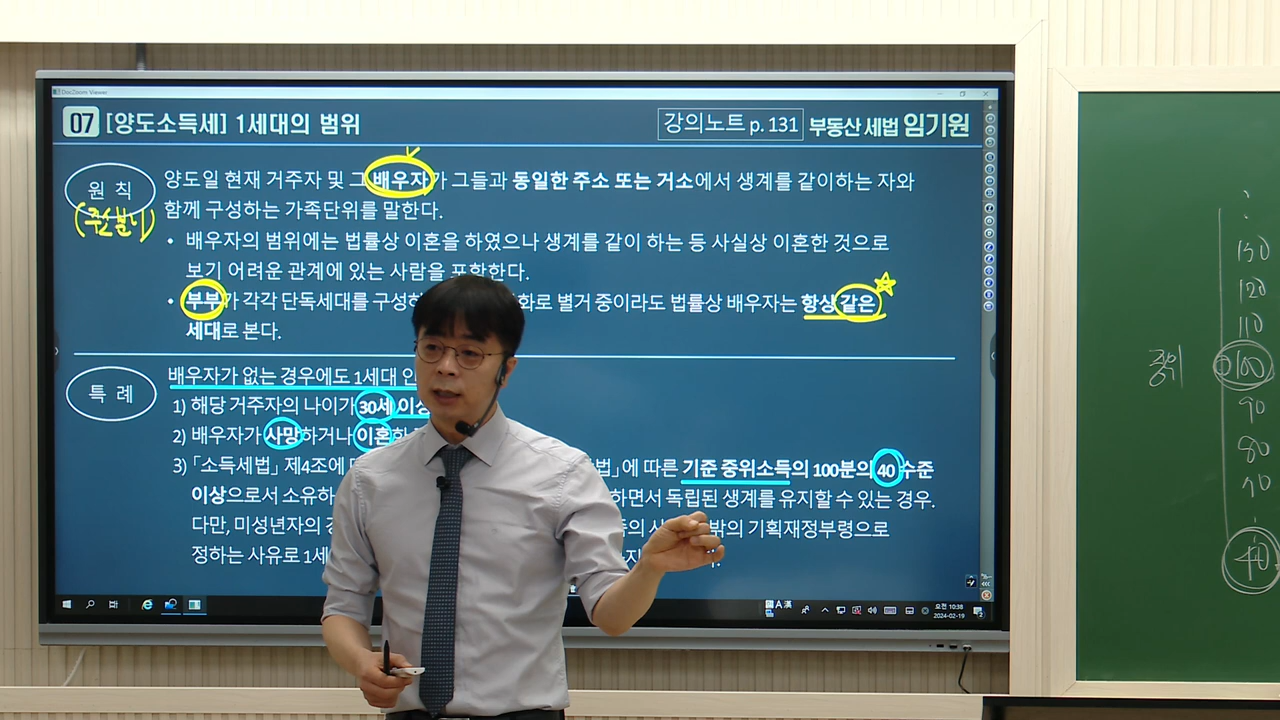 DocZoom Viewer
07 [양도소득세] 1세대의 범위
강의노트 p. 131
부동산 세법 임기원
원 칙
(주소분리)
양도일 현재 거주자 및 그 배우자가 그들과 동일한 주소 또는 거소에서 생계를 같이하는 자와
함께 구성하는 가족단위를 말한다.
• 배우자의 범위에는 법률상 이혼을 하였으나 생계를 같이 하는 등 사실상 이혼한 것으로
보기 어려운 관계에 있는 사람을 포함한다.
• 부부가 각각 단독세대를 구성하 화로 별거 중이라도 법률상 배우자는 항상 같은
세대로 본다.
특 례
배우자가 없는 경우에도 1세대 인
1) 해당 거주자의 나이가 30세 이상
2) 배우자가 사망하거나 이혼한
3) 「소득세법」 제4조에 법」에 따른 기준 중위소득의 100분의 40 수준
이상으로서 소유하 하면서 독립된 생계를 유지할 수 있는 경우.
다만, 미성년자의 경 의 사 밖의 기획재정부령으로
정하는 사유로 1세
오전 10:38
2024-02-19
130
120
110
중위 100
90
80
70
40